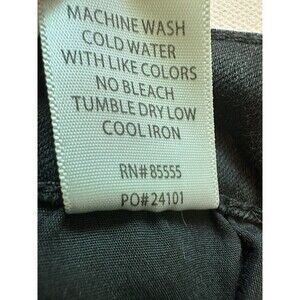 MACHINE WASH
COLD WATER
WITH LIKE COLORS
NO BLEACH
TUMBLE DRY LOW
COOL IRON
RN#85555
PO#24101